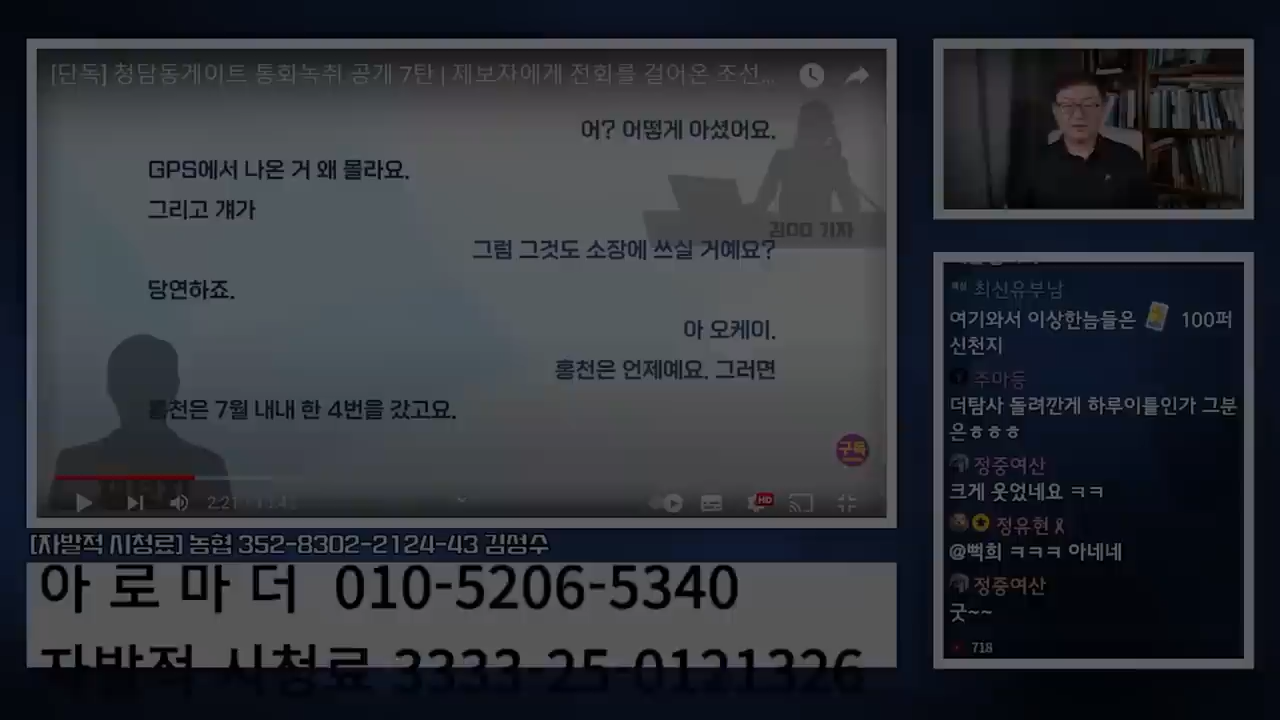 [단독] 청담동게이트 통화녹취 공개 7탄 | 제보자에게 전화를 걸어온 조선...
어? 어떻게 아셨어요.
GPS에서 나온 거 왜 몰라요.
그리고 걔가
김ㅁㅁ 기자
그럼 그것도 소장에 쓰실 거예요?
당연하죠.
아 오케이.
홍천은 언제예요. 그러면
홍천은 7월 내내 한 4번을 갔고요.
구독
2:21
HD
[자발적 시청료] 농협 352-8302-2124-43 김성수
아 로 마 더 010-5206-5340
자발적 시청료 3333-25-0121326
최신유부남
여기와서 이상한늠들은 100퍼
신천지
주마등
더탐사 돌려깐게 하루이틀인가 그분
은ㅎㅎㅎ
정중여산
크게 웃었네요 ㅋㅋ
정유현
@삑희 ㅋㅋㅋ 아네네
정중여산
굿~~
718